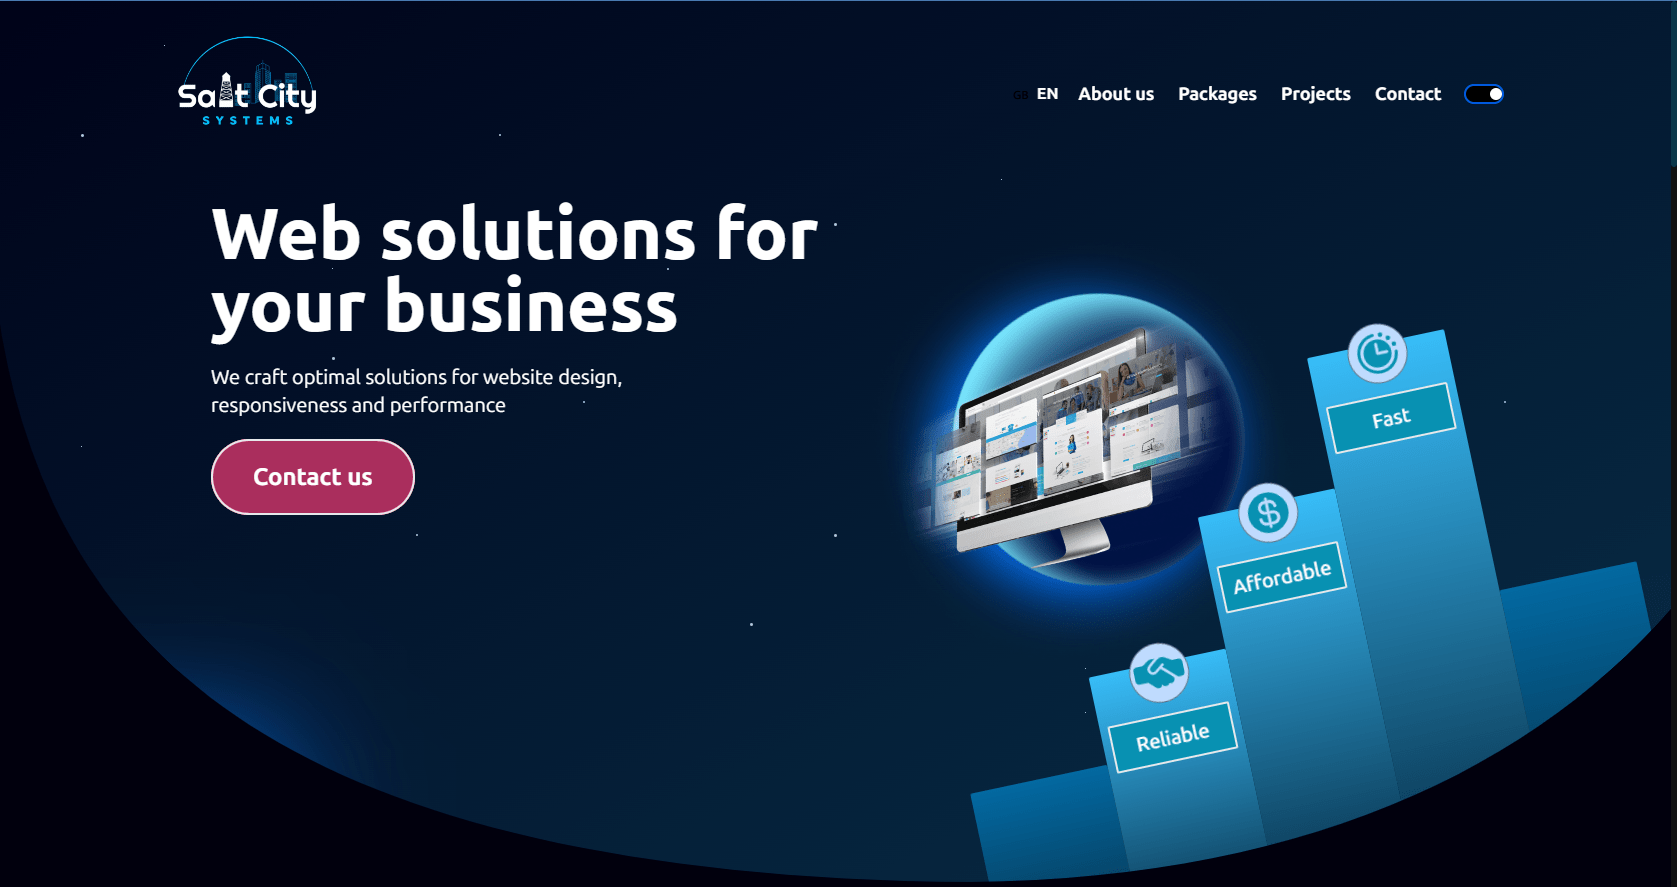 Salt City
SYSTEMS
GB EN About us Packages Projects Contact
Web solutions for
your business
We craft optimal solutions for website design,
responsiveness and performance
Contact us
Fast
$
Affordable
Reliable